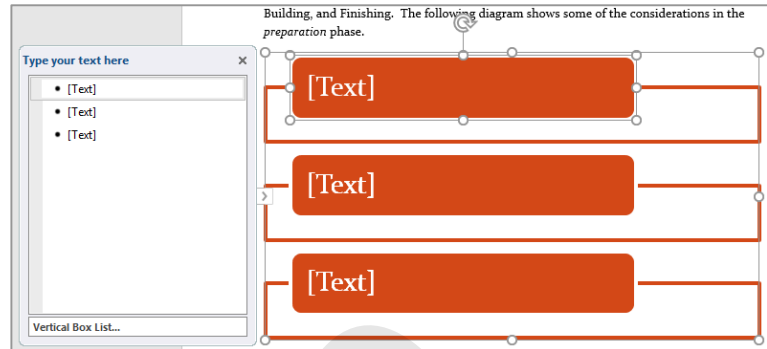 Building, and Finishing.  The following diagram shows some of the considerations in the
preparation phase.
Type your text here
[Text]
[Text]
[Text]
Vertical Box List...
[Text]
[Text]
[Text]